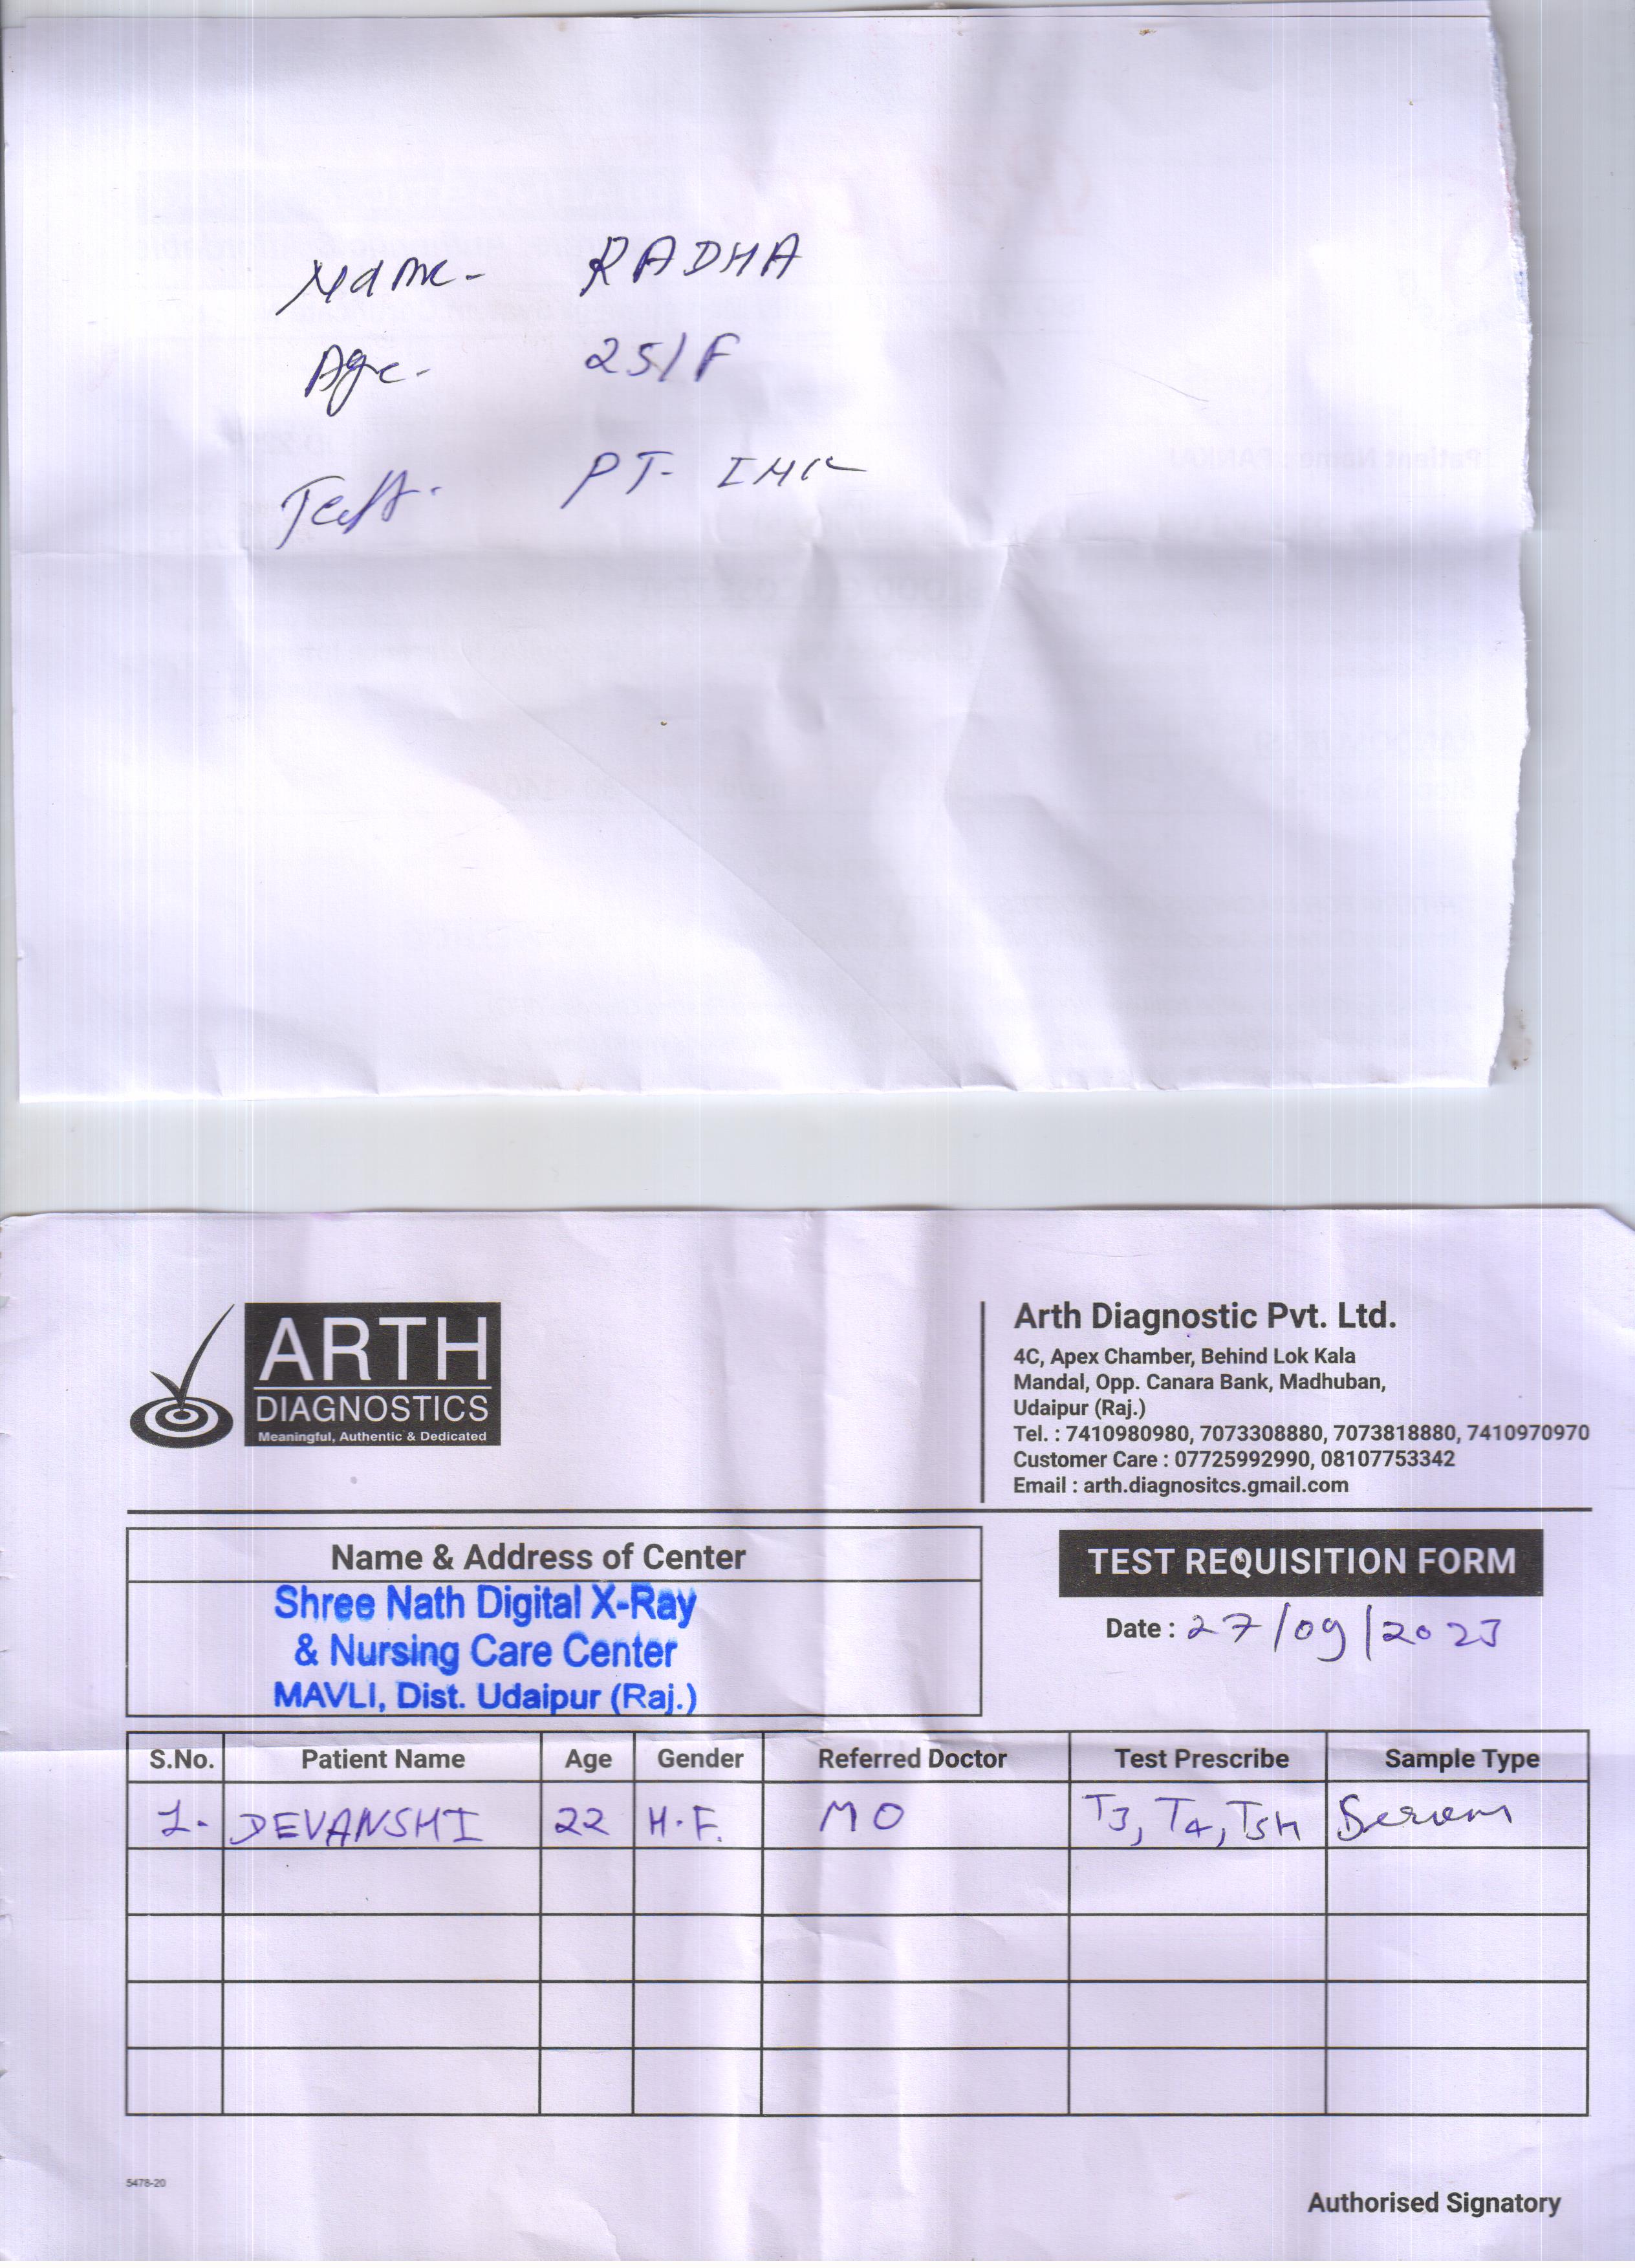 Name- RADHA
Age- 25/F
Test- PT-
ARTH
DIAGNOSTICS
Meaningful, Authentic & Dedicated
Arth Diagnostic Pvt. Ltd.
4C, Apex Chamber, Behind Lok Kala
Mandal, Opp. Canara Bank, Madhuban,
Udaipur (Raj.)
Tel. : 7410980980, 7073308880, 7073818880, 7410970970
Customer Care : 07725992990, 08107753342
Email : arth.diagnositcs.gmail.com
Name & Address of Center
Shree Nath Digital X-Ray
& Nursing Care Center
MAVLI, Dist. Udaipur (Raj.)
TEST REQUISITION FORM
Date : 27/09/2023
S.No. Patient Name Age Gender Referred Doctor Test Prescribe Sample Type
1. DEVANSHI 22 H.F. MO T3, T4, TSH Serum
5478-20
Authorised Signatory